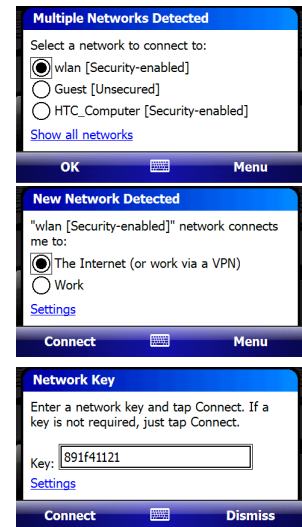 Multiple Networks Detected
Select a network to connect to:
wlan [Security-enabled]
Guest [Unsecured]
HTC_Computer [Security-enabled]
Show all networks
OK Menu
New Network Detected
"wlan [Security-enabled]" network connects
me to:
The Internet (or work via a VPN)
Work
Settings
Connect Menu
Network Key
Enter a network key and tap Connect. If a
key is not required, just tap Connect.
Key: 891f41121
Settings
Connect Dismiss